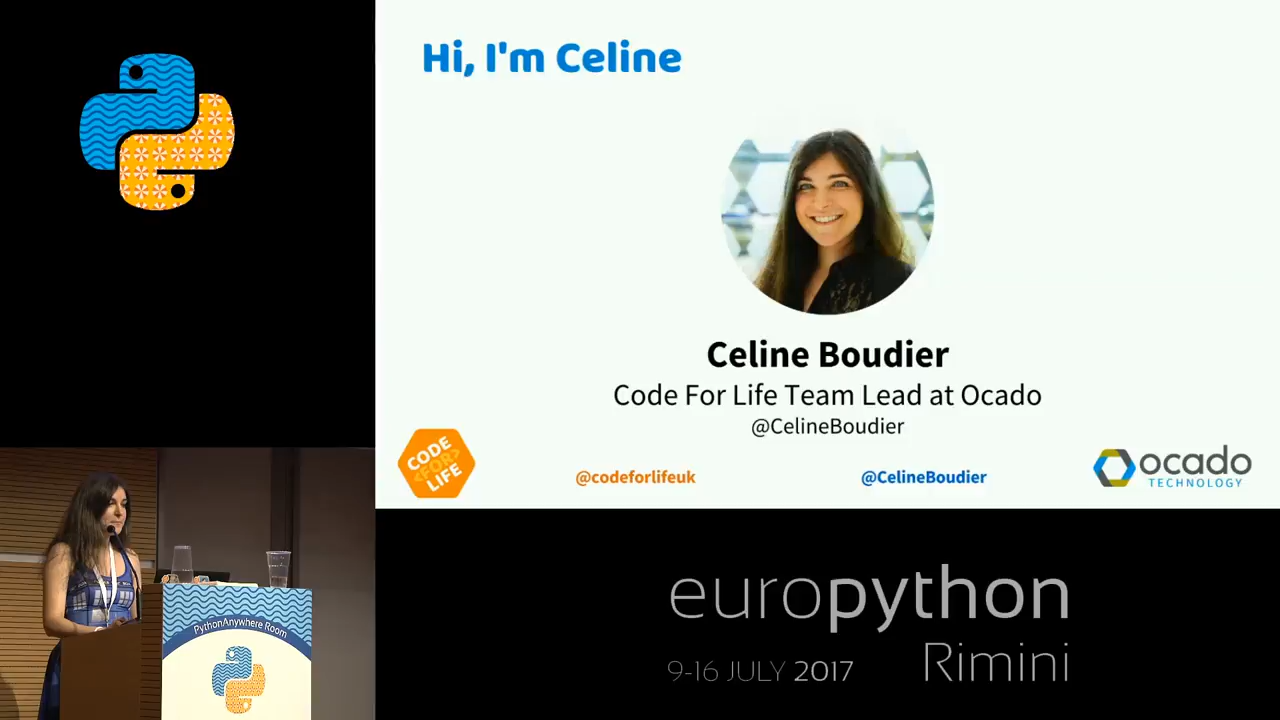 Hi, I'm Celine
Celine Boudier
Code For Life Team Lead at Ocado
@CelineBoudier
CODE
<FOR>
LIFE
@codeforlifeuk
@CelineBoudier
ocado
TECHNOLOGY
PythonAnywhere Room
europython
Rimini
9-16 JULY 2017